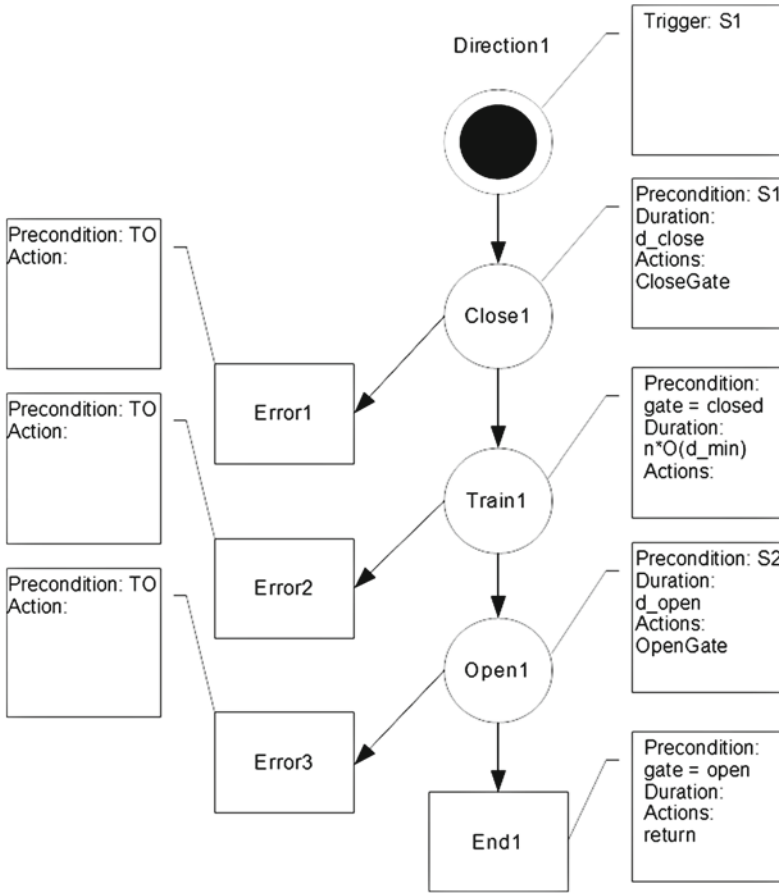 Direction1
Trigger: S1
Precondition: S1
Duration:
d_close
Actions:
CloseGate
Precondition: TO
Action:
Close1
Error1
Precondition:
gate = closed
Duration:
n*O(d_min)
Actions:
Precondition: TO
Action:
Train1
Error2
Precondition: S2
Duration:
d_open
Actions:
OpenGate
Precondition: TO
Action:
Open1
Error3
Precondition:
gate = open
Duration:
Actions:
return
End1